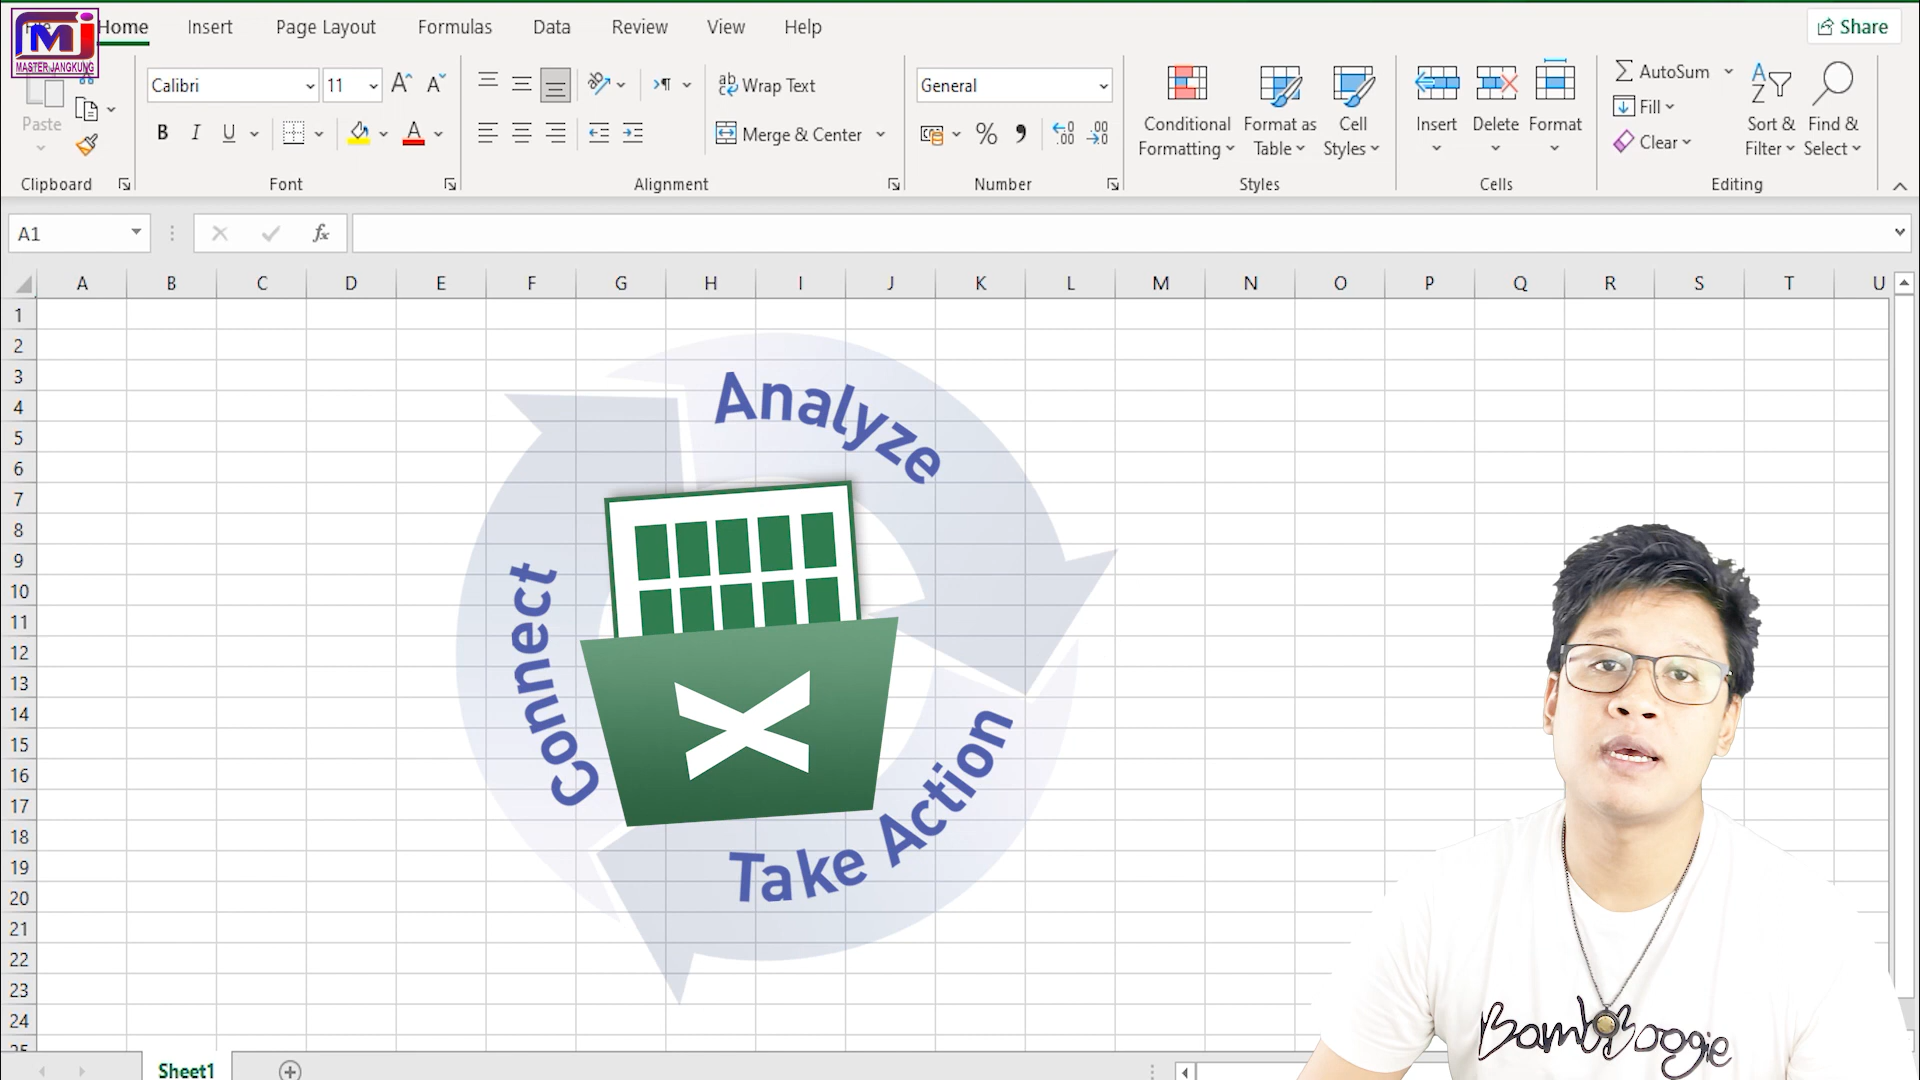 MJ
MASTER JANGKUNG
Home Insert Page Layout Formulas Data Review View Help
Share
Paste
Clipboard
Calibri 11
B I U
Font
Wrap Text
Merge & Center
Alignment
General
% 9
Number
Conditional Formatting
Format as Table
Cell Styles
Styles
Insert Delete Format
Cells
AutoSum
Fill
Clear
Sort & Filter
Find & Select
Editing
A1
fx
A B C D E F G H I J K L M N O P Q R S T U
1
2
3
4
5
6
7
8
9
10
11
12
13
14
15
16
17
18
19
20
21
22
23
24
Analyze
Connect
Take Action
X
BambBoogie
Sheet1